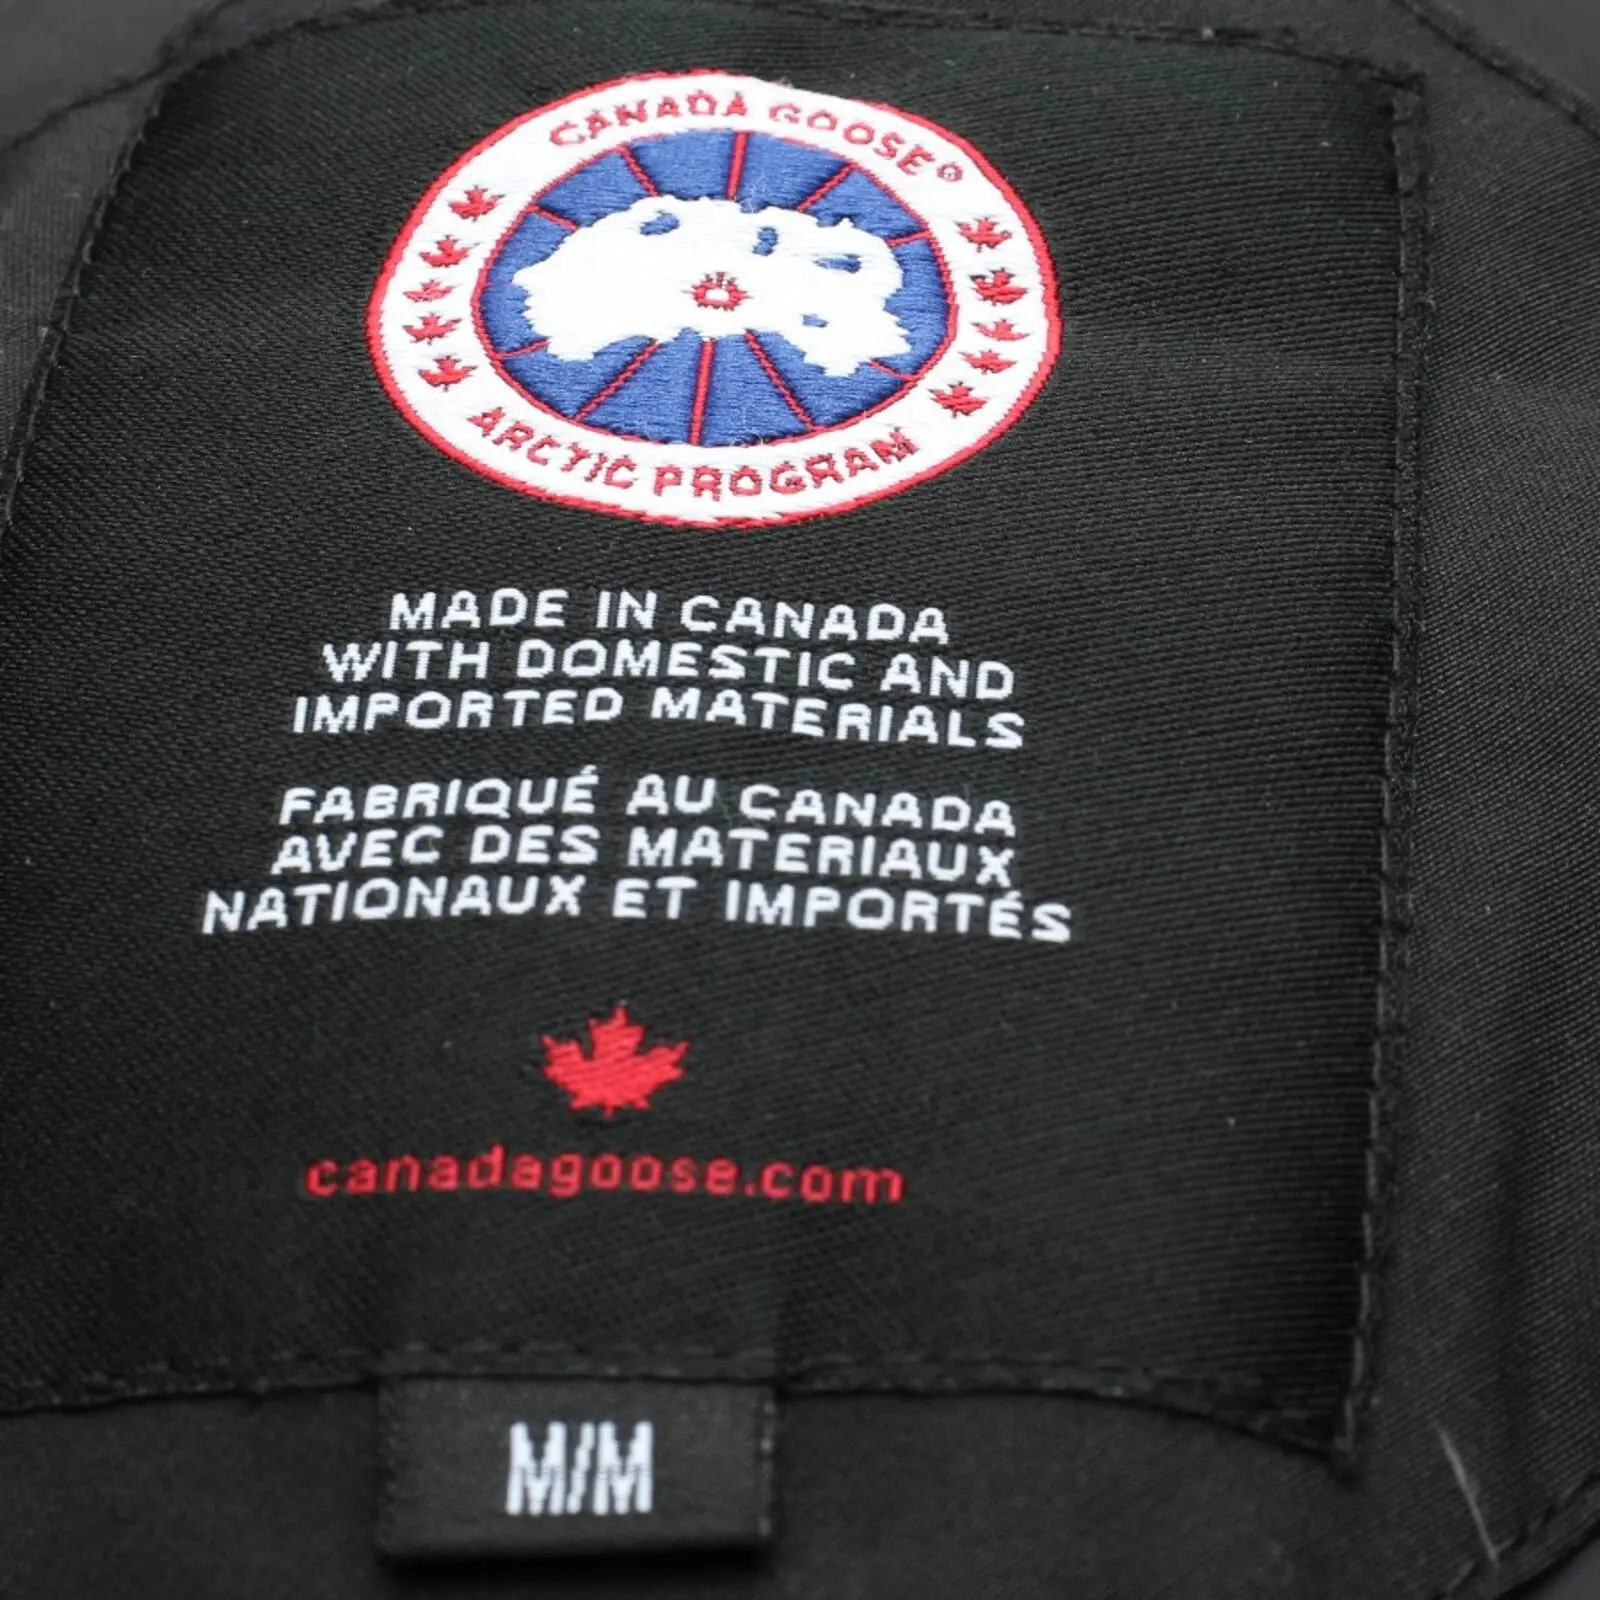 CANADA GOOSE®
ARCTIC PROGRAM
MADE IN CANADA
WITH DOMESTIC AND
IMPORTED MATERIALS
FABRIQUÉ AU CANADA
AVEC DES MATERIAUX
NATIONAUX ET IMPORTÉS
canadagoose.com
M/M